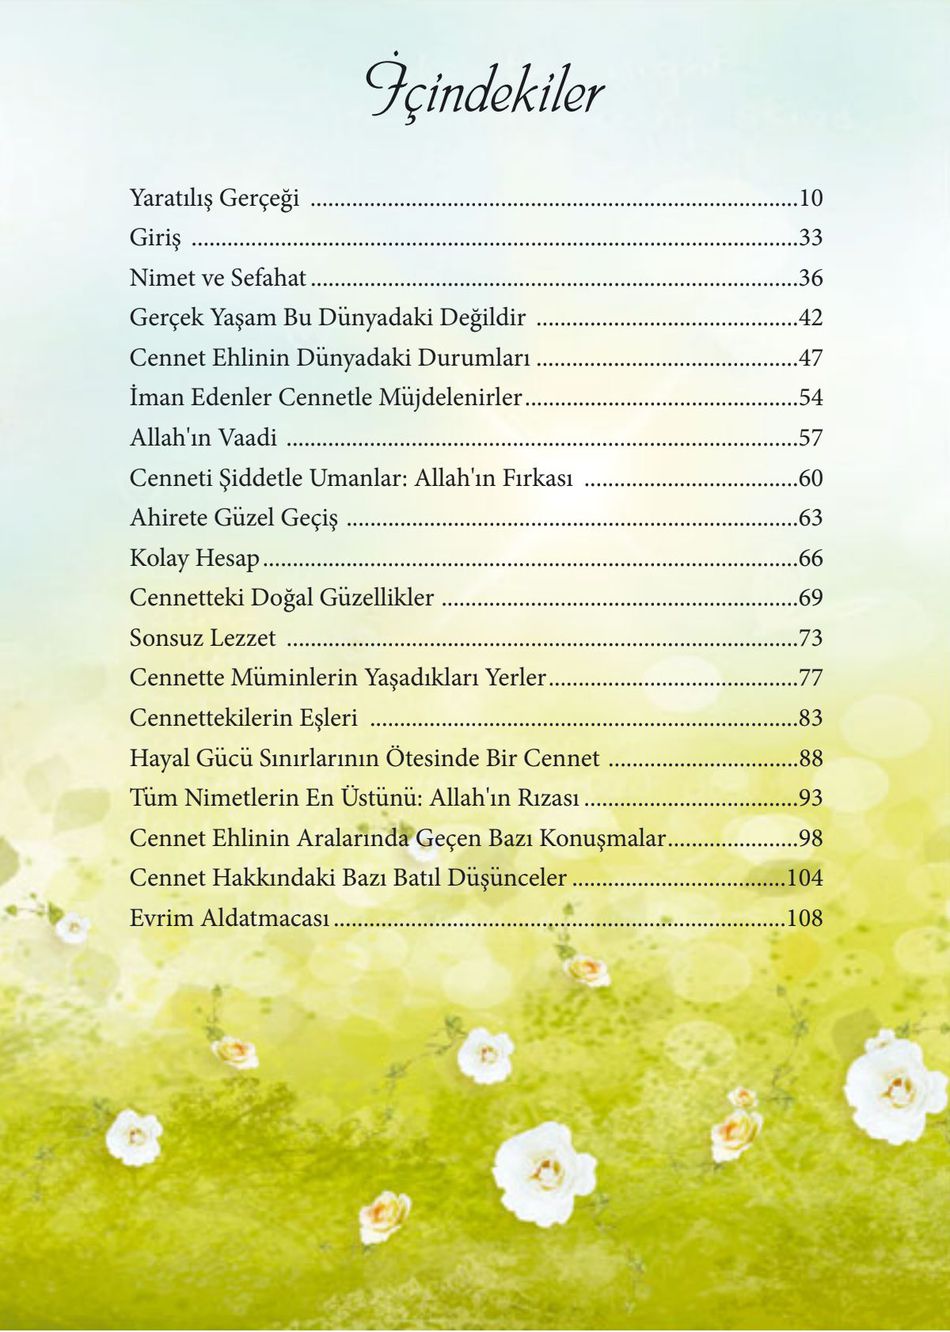 İçindekiler
Yaratılış Gerçeği ..................................................................................10
Giriş ......................................................................................................33
Nimet ve Sefahat ..................................................................................36
Gerçek Yaşam Bu Dünyadaki Değildir ............................................42
Cennet Ehlinin Dünyadaki Durumları ............................................47
İman Edenler Cennetle Müjdelenirler..............................................54
Allah'ın Vaadi ......................................................................................57
Cenneti Şiddetle Umanlar: Allah'ın Fırkası ....................................60
Ahirete Güzel Geçiş ............................................................................63
Kolay Hesap..........................................................................................66
Cennetteki Doğal Güzellikler ............................................................69
Sonsuz Lezzet ......................................................................................73
Cennette Müminlerin Yaşadıkları Yerler..........................................77
Cennettekilerin Eşleri ........................................................................83
Hayal Gücü Sınırlarının Ötesinde Bir Cennet ................................88
Tüm Nimetlerin En Üstünü: Allah'ın Rızası ....................................93
Cennet Ehlinin Aralarında Geçen Bazı Konuşmalar......................98
Cennet Hakkındaki Bazı Batıl Düşünceler ....................................104
Evrim Aldatmacası ............................................................................108